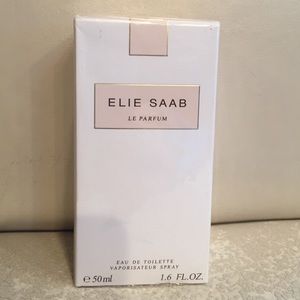 ELIE SAAB
LE PARFUM
EAU DE TOILETTE
VAPORISATEUR SPRAY
e 50ml 1.6 FL.OZ.